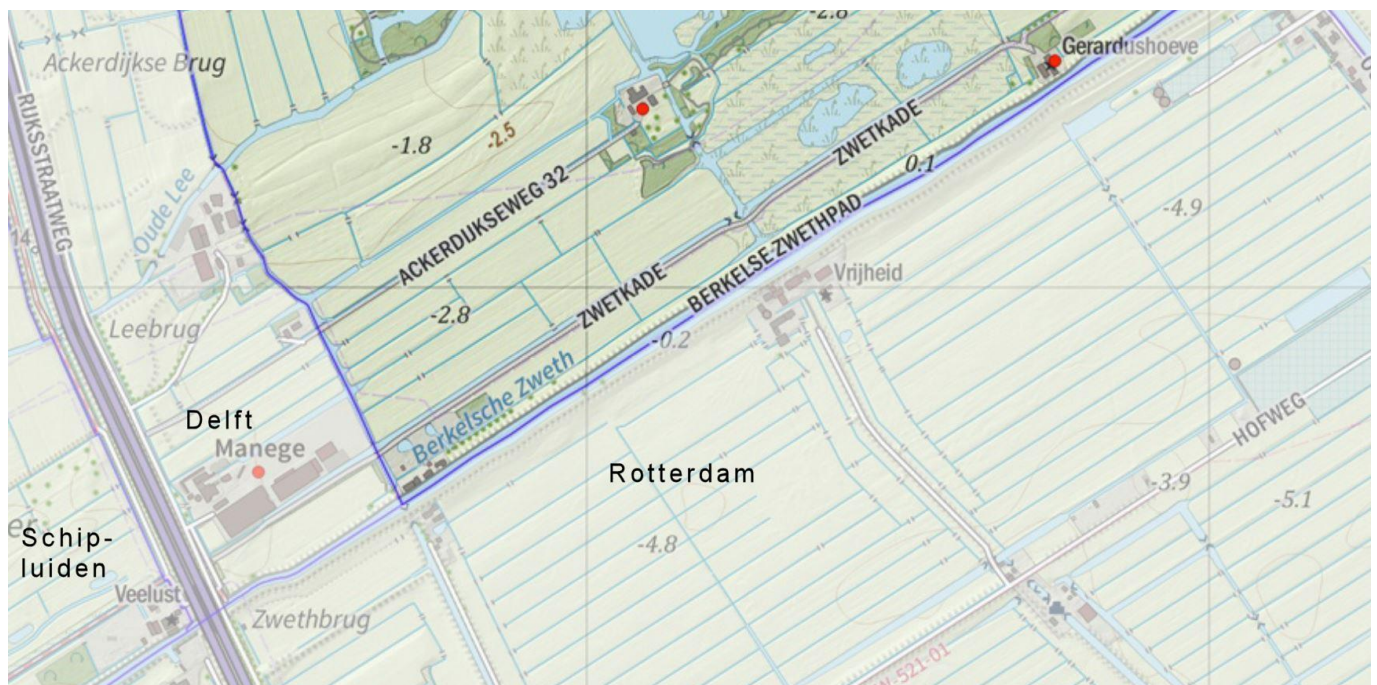 -2.8
Ackerdijkse Brug
Gerardushoeve
RIJKSSTRAATWEG
-1.8
-2.5
ZWETKADE
0.1
ACKERDIJKSEWEG 32
Oude Lee
-4.9
BERKELSE ZWETHPAD
Vrijheid
ZWETKADE
Leebrug
-2.8
-0.2
Berkelsche Zweth
Delft
Manege
HOFWEG
Rotterdam
-3.9
-5.1
Schip-
luiden
-4.8
Veelust
Zwethbrug
-521-01